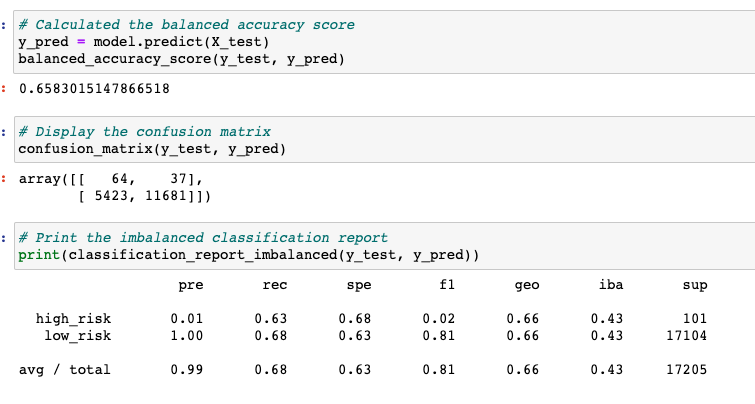 : # Calculated the balanced accuracy score
y_pred = model.predict(X_test)
balanced_accuracy_score(y_test, y_pred)
: 0.6583015147866518
: # Display the confusion matrix
confusion_matrix(y_test, y_pred)
: array([[   64,    37],
       [ 5423, 11681]])
: # Print the imbalanced classification report
print(classification_report_imbalanced(y_test, y_pred))
pre rec spe f1 geo iba sup
high_risk 0.01 0.63 0.68 0.02 0.66 0.43 101
low_risk 1.00 0.68 0.63 0.81 0.66 0.43 17104
avg / total 0.99 0.68 0.63 0.81 0.66 0.43 17205